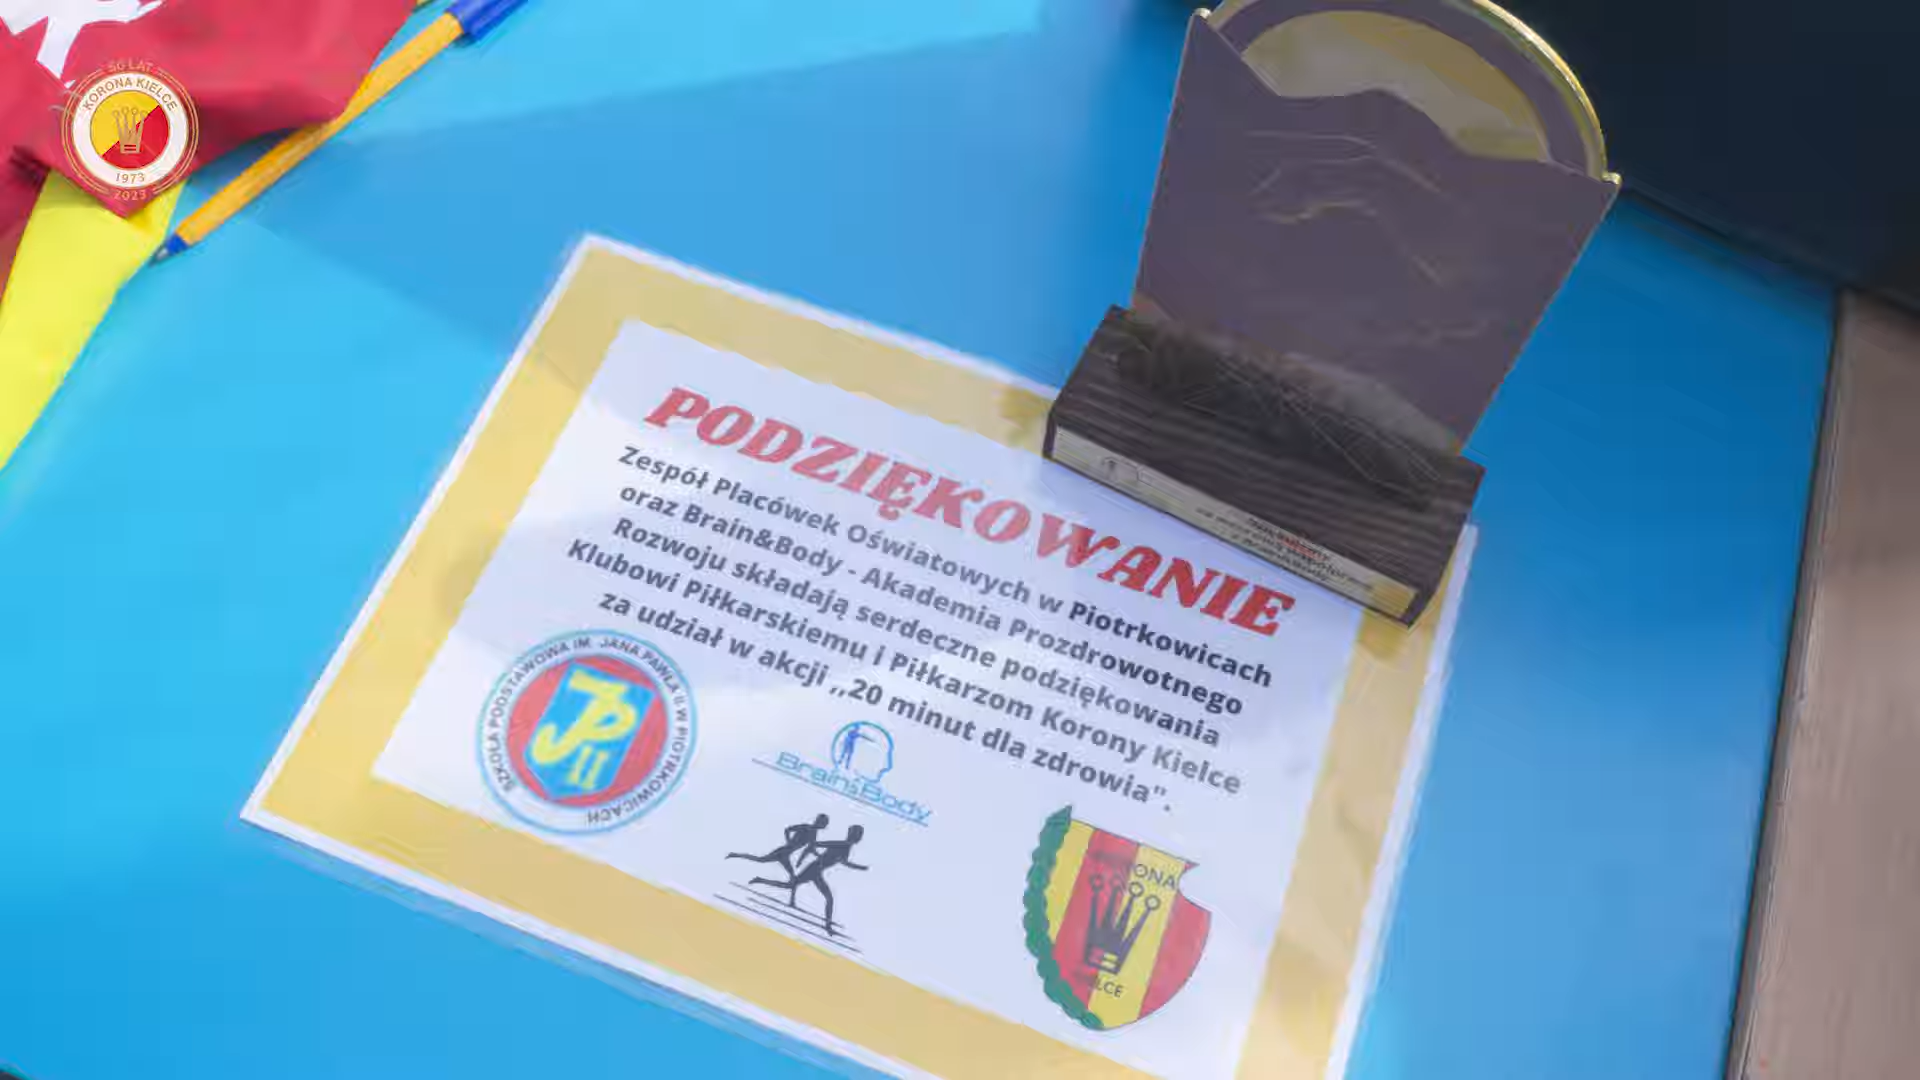 50 LAT
KORONA KIELCE
1973
2023
PODZIĘKOWANIE
Zespół Placówek Oświatowych w Piotrkowicach
oraz Brain&Body - Akademia Prozdrowotnego
Rozwoju składają serdeczne podziękowania
Klubowi Piłkarskiemu i Piłkarzom Korony Kielce
za udział w akcji ,,20 minut dla zdrowia".
SZKOŁA PODSTAWOWA IM. JANA PAWŁA II W PIOTRKOWICACH
JP II
Brain&Body